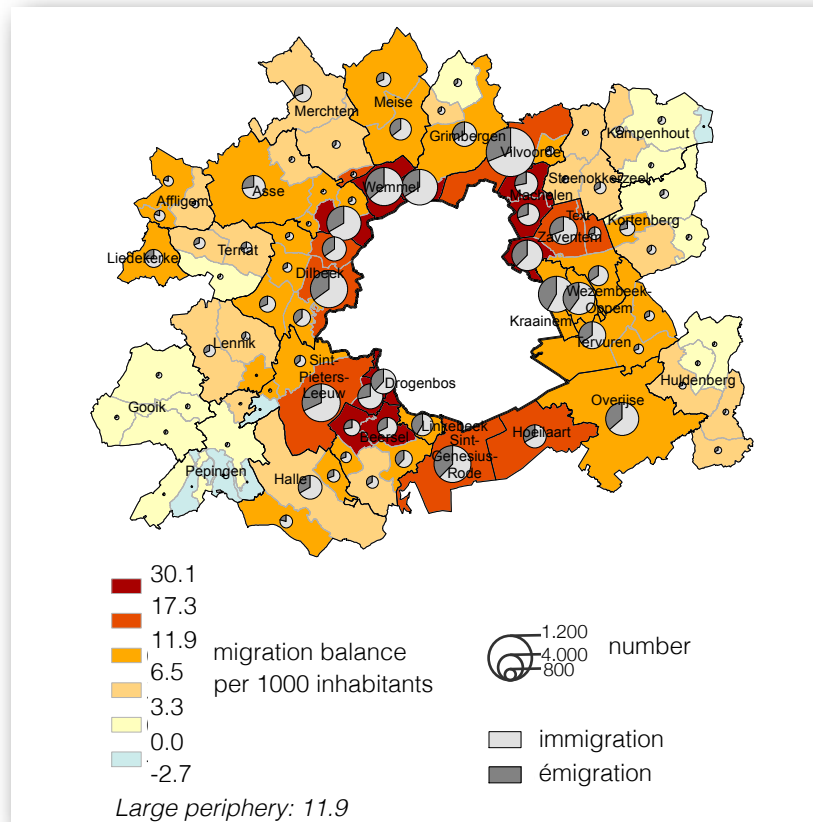 Merchtem
Meise
Grimbergen
Vilvoorde
Kampenhout
Steenokkerzeel
Machelen
Wemmel
Asse
Affligem
Liedekerke
Ternat
Text
Zaventem
Kortenberg
Dilbeek
Wezembeek-
Oppem
Kraainem
Tervuren
Lennik
Sint-
Pieters-
Leeuw
Drogenbos
Huldenberg
Overijse
Gooik
Linkebeek
Beersel
Sint-
Genesius-
Rode
Hoeilaart
Pepingen
Halle
30.1
17.3
11.9
6.5
3.3
0.0
-2.7
migration balance
per 1000 inhabitants
1.200
4.000
800
number
immigration
émigration
Large periphery: 11.9